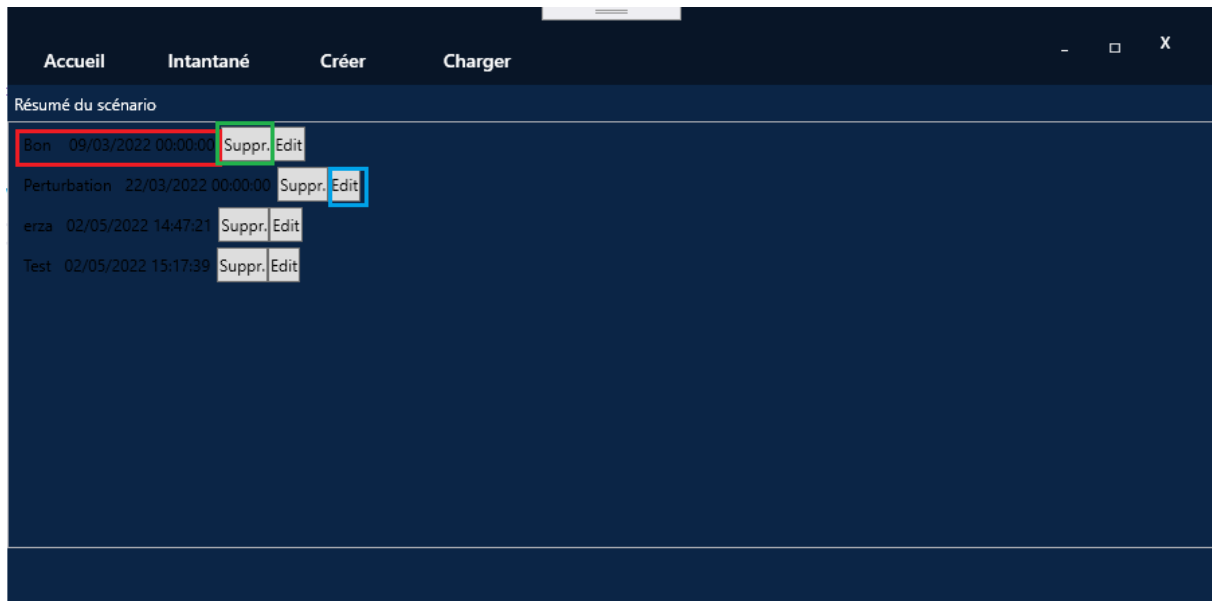 Accueil Intantané Créer Charger _ □ X
Résumé du scénario
Bon 09/03/2022 00:00:00 Suppr. Edit
Perturbation 22/03/2022 00:00:00 Suppr. Edit
erza 02/05/2022 14:47:21 Suppr. Edit
Test 02/05/2022 15:17:39 Suppr. Edit